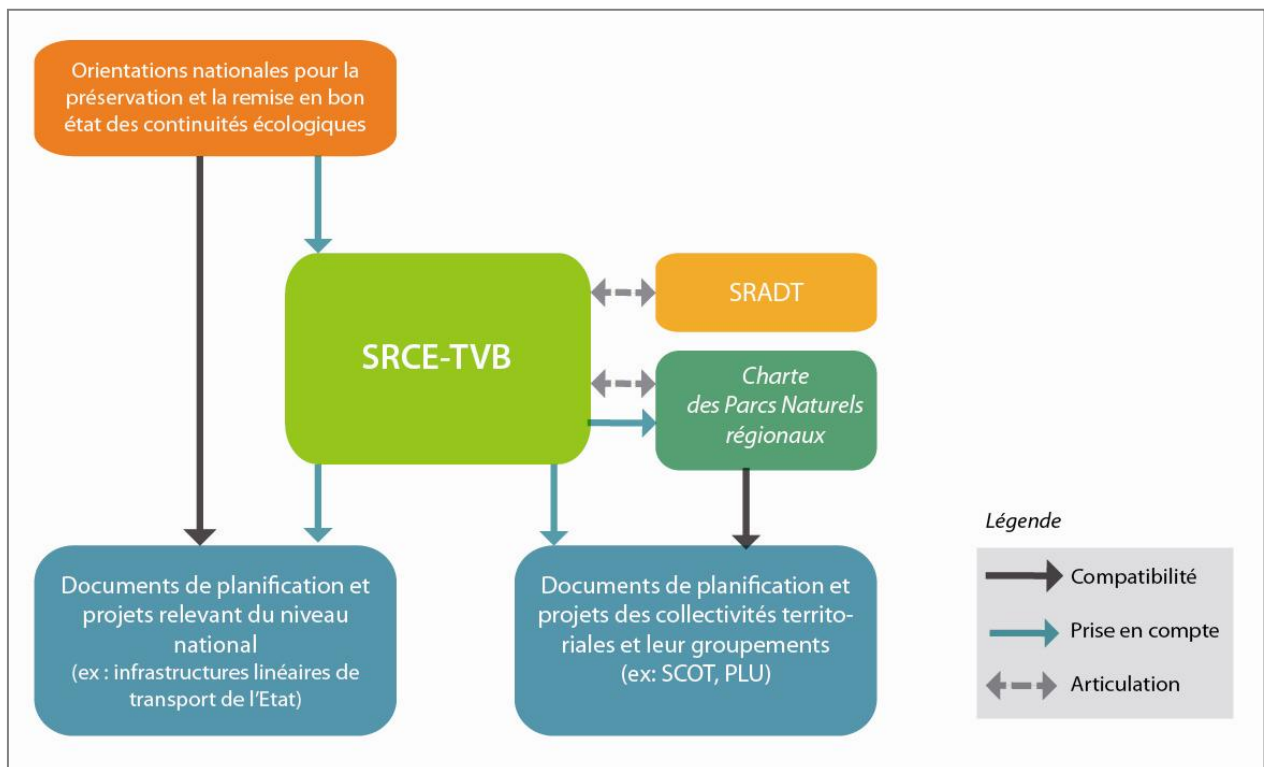 Orientations nationales pour la
préservation et la remise en bon
état des continuités écologiques
SRCE-TVB
SRADT
Charte
des Parcs Naturels
régionaux
Documents de planification et
projets relevant du niveau
national
(ex : infrastructures linéaires de
transport de l'Etat)
Documents de planification et
projets des collectivités territo-
riales et leur groupements
(ex: SCOT, PLU)
Légende
Compatibilité
Prise en compte
Articulation